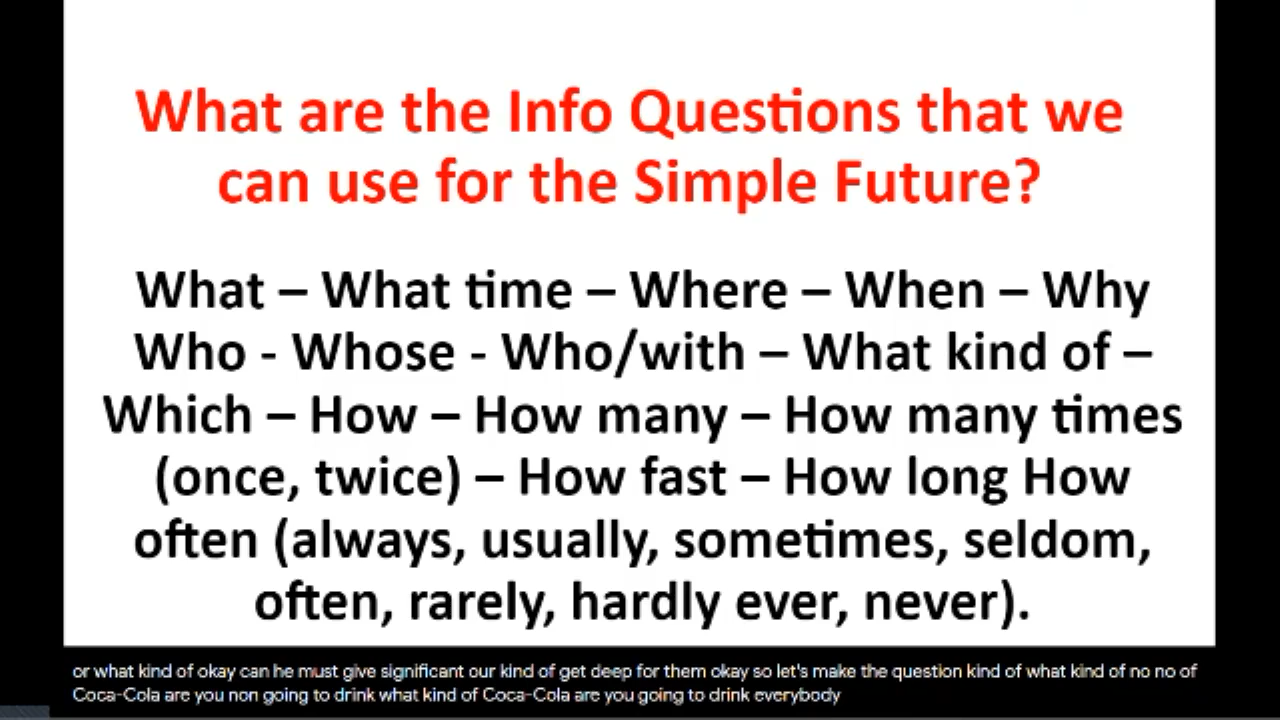 What are the Info Questions that we
can use for the Simple Future?
What – What time – Where – When – Why
Who - Whose - Who/with – What kind of –
Which – How – How many – How many times
(once, twice) – How fast – How long How
often (always, usually, sometimes, seldom,
often, rarely, hardly ever, never).
or what kind of okay can he must give significant our kind of get deep for them okay so let's make the question kind of what kind of no no of
Coca-Cola are you non going to drink what kind of Coca-Cola are you going to drink everybody